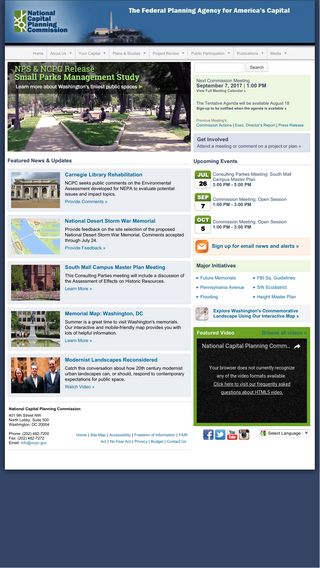 National
Capital
Planning
Commission
The Federal Planning Agency for America's Capital
Home
About Us
Your Capital
Plans & Studies
Project Review
Public Participation
Publications
Media
NPS & NCPC Release
Small Parks Management Study
Learn more about Washington's tiniest public spaces
Search
Next Commission Meeting
September 7, 2017 | 1:00 PM
View Full Meeting Calendar »
The Tentative Agenda will be available August 18
Sign up to be notified when the agenda is available »
Previous Meeting's
Commission Actions | Exec. Director's Report | Press Release
Get Involved
Attend a meeting or comment on a project or plan »
Featured News & Updates
Carnegie Library Rehabilitation
NCPC seeks public comments on the Environmental
Assessment developed for NEPA to evaluate potential
issues and impact topics.
Provide Comments »
National Desert Storm War Memorial
Provide feedback on the site selection of the proposed
National Desert Storm War Memorial. Comments accepted
through July 24.
Provide Feedback »
South Mall Campus Master Plan Meeting
This Consulting Parties meeting will include a discussion of
the Assessment of Effects on Historic Resources.
Learn More »
Memorial Map: Washington, DC
Summer is a great time to visit Washington's memorials.
Our interactive and mobile-friendly map provides you with
lots of helpful information.
Learn More »
Modernist Landscapes Reconsidered
Catch this conversation about how 20th century modernist
urban landscapes can, or should, respond to contemporary
expectations for public space.
Watch Video »
Upcoming Events
JUL
26
Consulting Parties Meeting: South Mall
Campus Master Plan
3:00 PM - 5:00 PM
SEP
7
Commission Meeting: Open Session
1:00 PM - 3:00 PM
OCT
5
Commission Meeting: Open Session
1:00 PM - 3:00 PM
Sign up for email news and alerts »
Major Initiatives
Future Memorials
FBI Sq. Guidelines
Pennsylvania Avenue
SW Ecodistrict
Flooding
Height Master Plan
Explore Washington's Commemorative
Landscape Using Our Interactive Map »
Featured Video
Browse all videos »
National Capital Planning Comm...
Your browser does not currently
recognize any of the video formats
available.
Click here to visit our frequently
asked questions about HTML5 video.
National Capital Planning Commission
401 9th Street NW
North Lobby, Suite 500
Washington, DC 20004
Phone: (202) 482-7200
Fax: (202) 482-7272
Email: info@ncpc.gov
Home | Site Map | Accessibility | Freedom of Information | FAIR
Act | No Fear Act | Privacy | Budget | Contact Us
Select Language